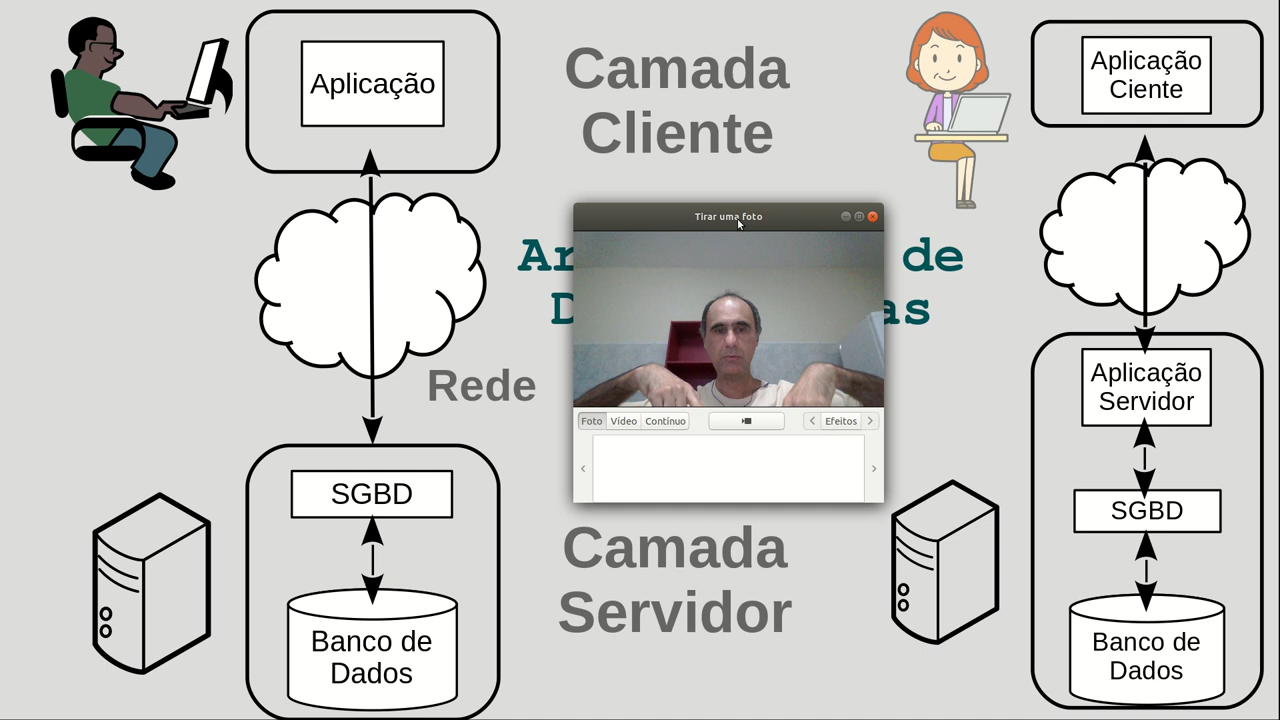 Aplicação
Camada
Cliente
Aplicação
Ciente
Tirar uma foto
Ar
de
D
as
Rede
Foto
Vídeo
Contínuo
Efeitos
Aplicação
Servidor
SGBD
SGBD
Camada
Servidor
Banco de
Dados
Banco de
Dados